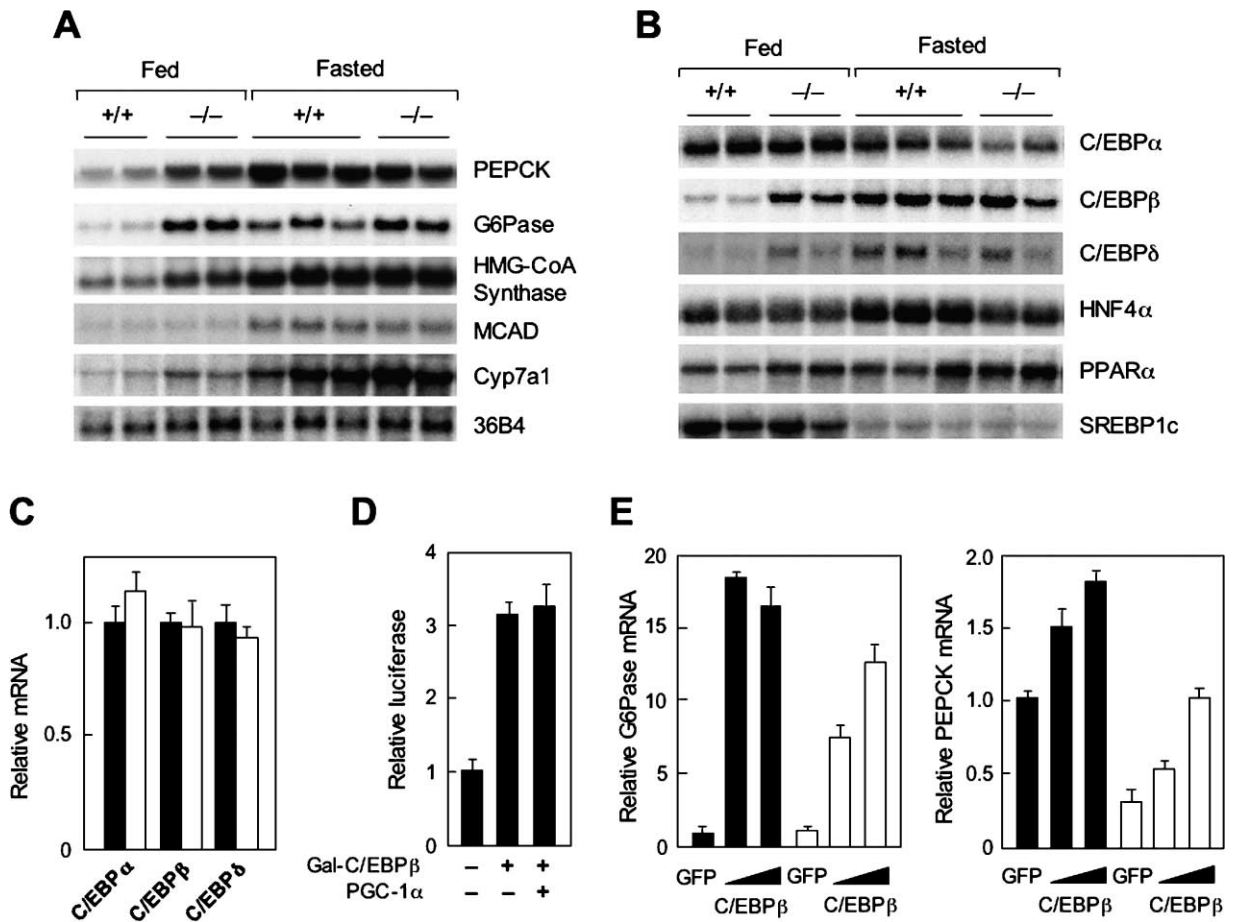 A
Fed Fasted
+/+ –/– +/+ –/–
PEPCK
G6Pase
HMG-CoA
Synthase
MCAD
Cyp7a1
36B4
B
Fed Fasted
+/+ –/– +/+ –/–
C/EBPα
C/EBPβ
C/EBPδ
HNF4α
PPARα
SREBP1c
C
Relative mRNA
1.0
0.5
0
C/EBPα C/EBPβ C/EBPδ
D
Relative luciferase
4
3
2
1
0
Gal-C/EBPβ – + +
PGC-1α – – +
E
Relative G6Pase mRNA
20
15
10
5
0
GFP GFP
C/EBPβ C/EBPβ
Relative PEPCK mRNA
2.0
1.5
1.0
0.5
0
GFP GFP
C/EBPβ C/EBPβ